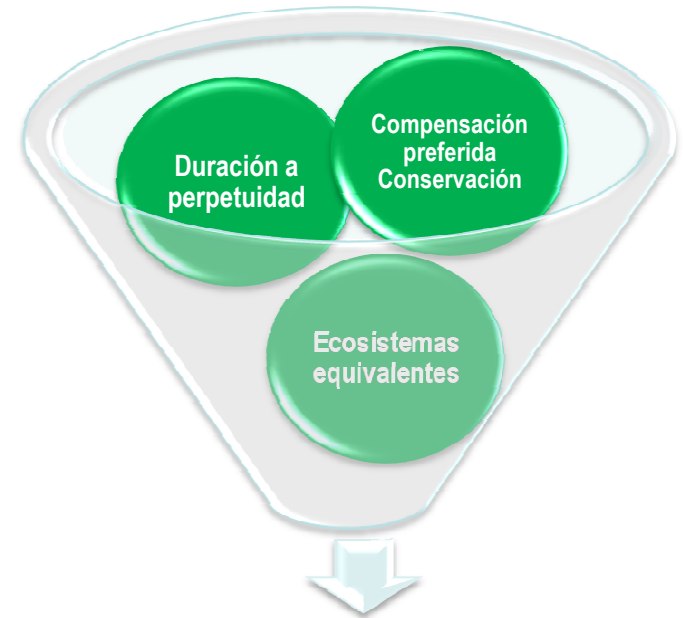 Duración a
perpetuidad
Compensación
preferida
Conservación
Ecosistemas
equivalentes